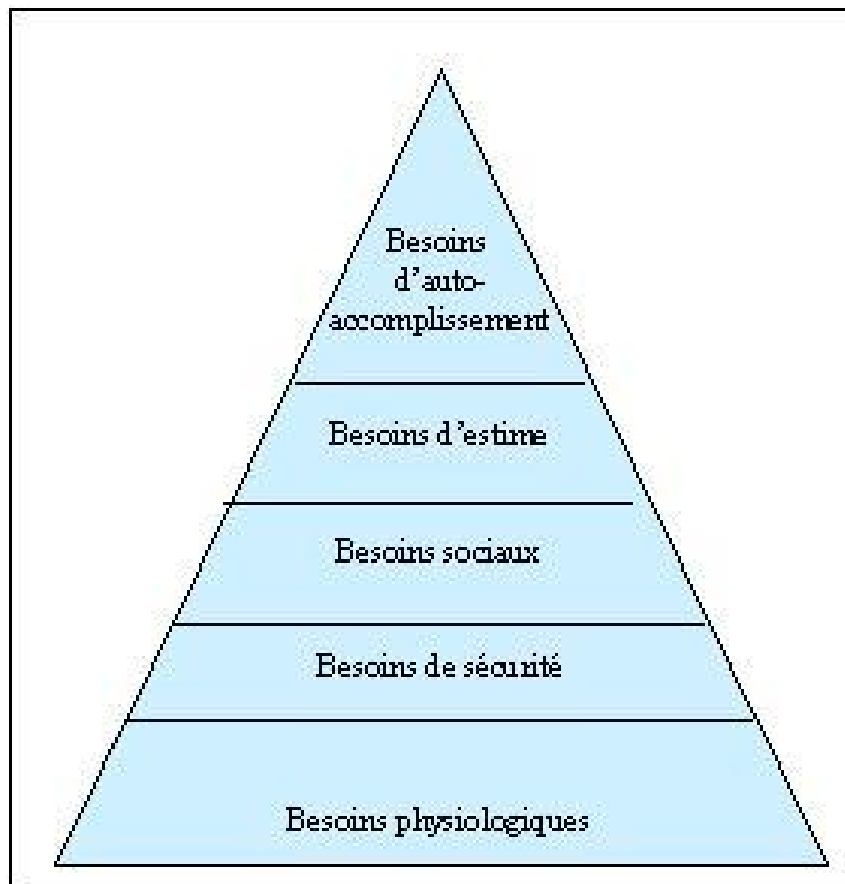 Besoins
d'auto-
accomplissement
Besoins d'estime
Besoins sociaux
Besoins de sécurité
Besoins physiologiques